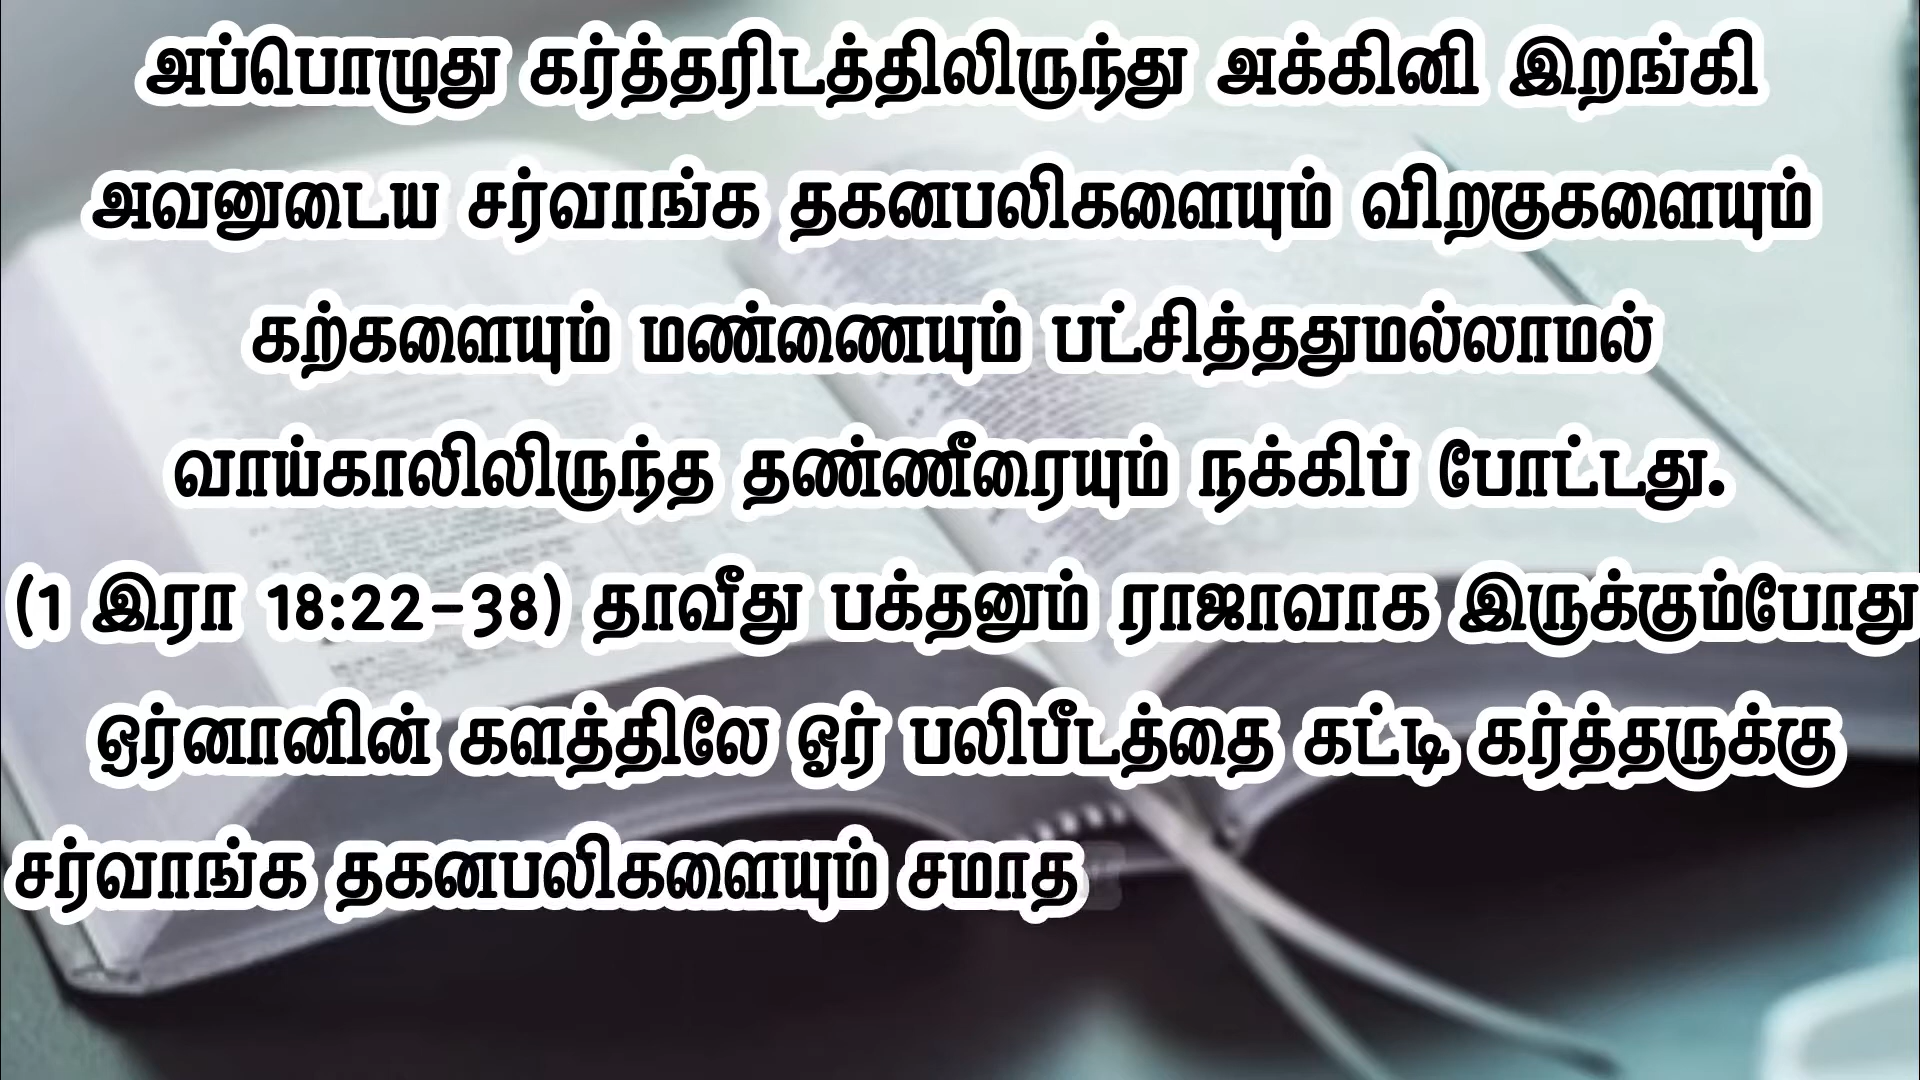 அப்பொழுது கர்த்தரிடத்திலிருந்து அக்கினி இறங்கி
அவனுடைய சர்வாங்க தகனபலிகளையும் விறகுகளையும்
கற்களையும் மண்ணையும் பட்சித்ததுமல்லாமல்
வாய்காலிலிருந்த தண்ணீரையும் நக்கிப் போட்டது.
(1 இரா 18:22-38) தாவீது பக்தனும் ராஜாவாக இருக்கும்போது
ஒர்னானின் களத்திலே ஓர் பலிபீடத்தை கட்டி கர்த்தருக்கு
சர்வாங்க தகனபலிகளையும் சமாத